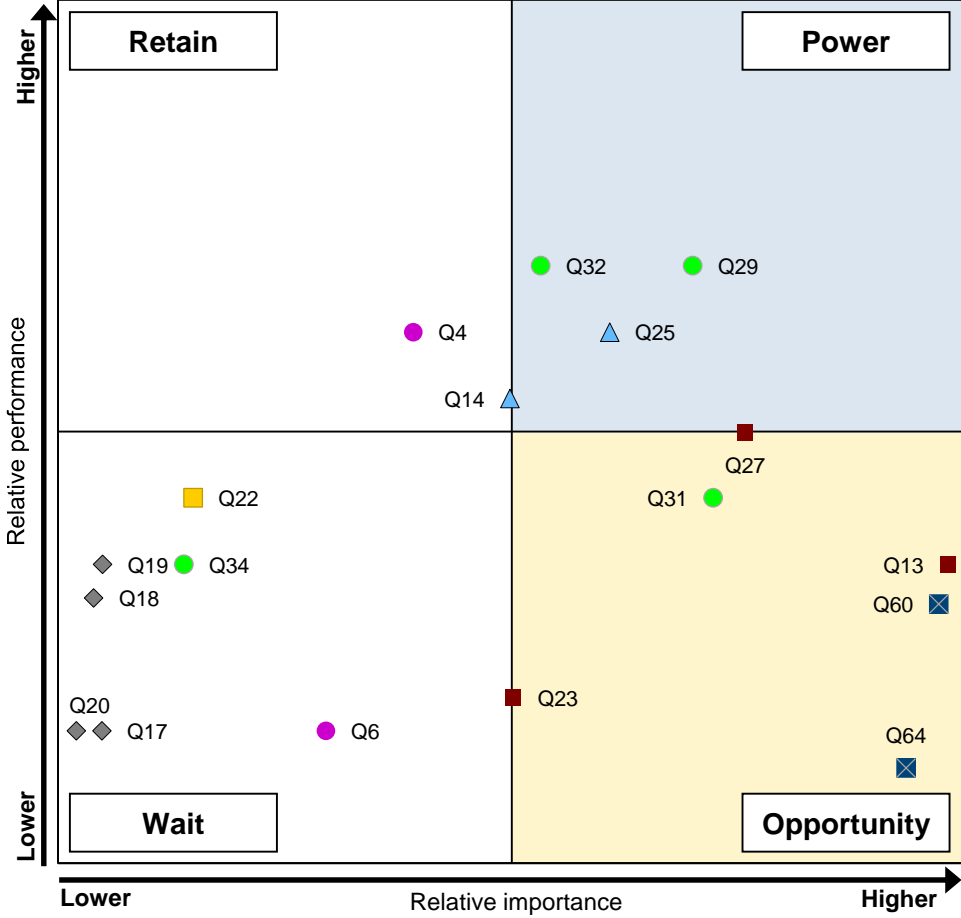 Retain
Power
Higher
Q32
Q29
Q4
Q25
Q14
Relative performance
Q27
Q22
Q31
Q19
Q34
Q13
Q18
Q60
Q23
Q20
Q17
Q6
Q64
Wait
Opportunity
Lower
Lower
Relative importance
Higher